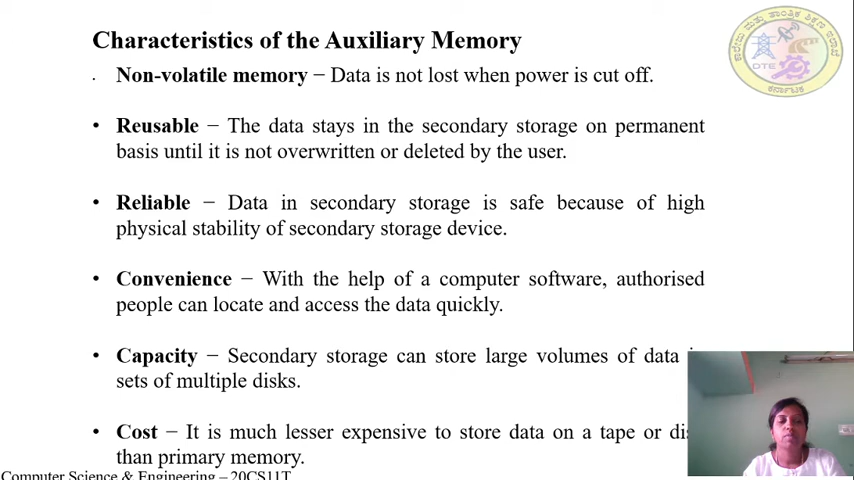 Characteristics of the Auxiliary Memory
. Non-volatile memory − Data is not lost when power is cut off.
• Reusable − The data stays in the secondary storage on permanent
basis until it is not overwritten or deleted by the user.
• Reliable − Data in secondary storage is safe because of high
physical stability of secondary storage device.
• Convenience − With the help of a computer software, authorised
people can locate and access the data quickly.
• Capacity − Secondary storage can store large volumes of data
sets of multiple disks.
• Cost − It is much lesser expensive to store data on a tape or
than primary memory.
Computer Science & Engineering – 20CS11T
DTE
ಕರ್ನಾಟಕ